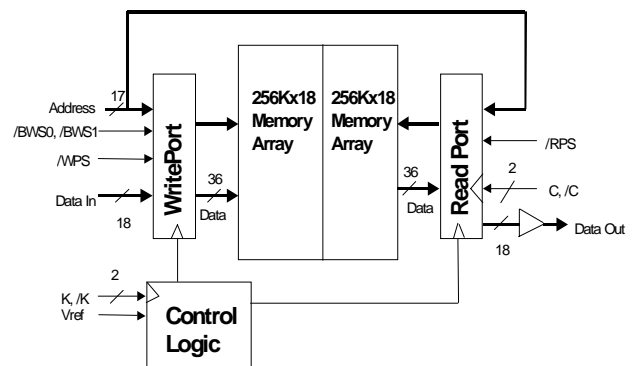 17
Address
/BWS0, /BWS1
/WPS
Data In
18
WritePort
36
Data
256Kx18
Memory
Array
256Kx18
Memory
Array
36
Data
Read Port
/RPS
2
C, /C
18
Data Out
2
K, /K
Vref
Control
Logic